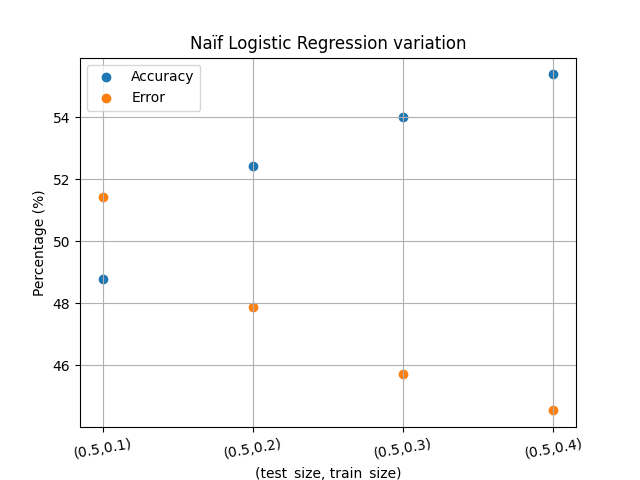 Naïf Logistic Regression variation
Accuracy
Error
54
52
50
48
46
Percentage (%)
(0.5,0.1)
(0.5,0.2)
(0.5,0.3)
(0.5,0.4)
(test_size, train_size)